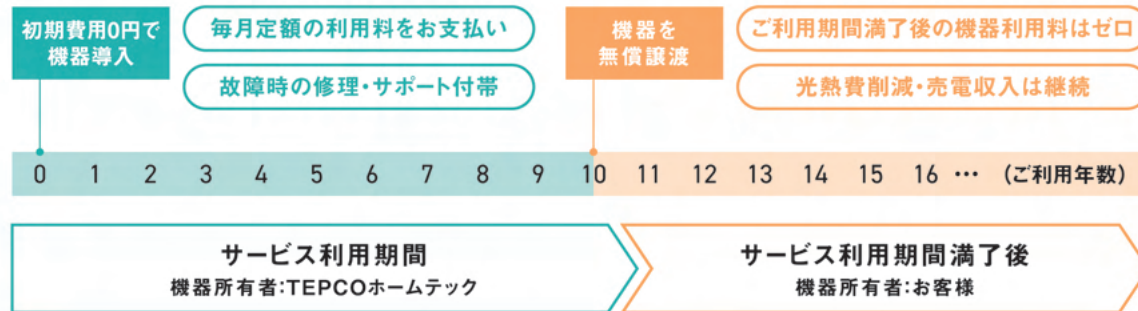 初期費用0円で
機器導入
毎月定額の利用料をお支払い
故障時の修理・サポート付帯
機器を
無償譲渡
ご利用期間満了後の機器利用料はゼロ
光熱費削減・売電収入は継続
0 1 2 3 4 5 6 7 8 9 10 11 12 13 14 15 16 … (ご利用年数)
サービス利用期間
機器所有者:TEPCOホームテック
サービス利用期間満了後
機器所有者:お客様